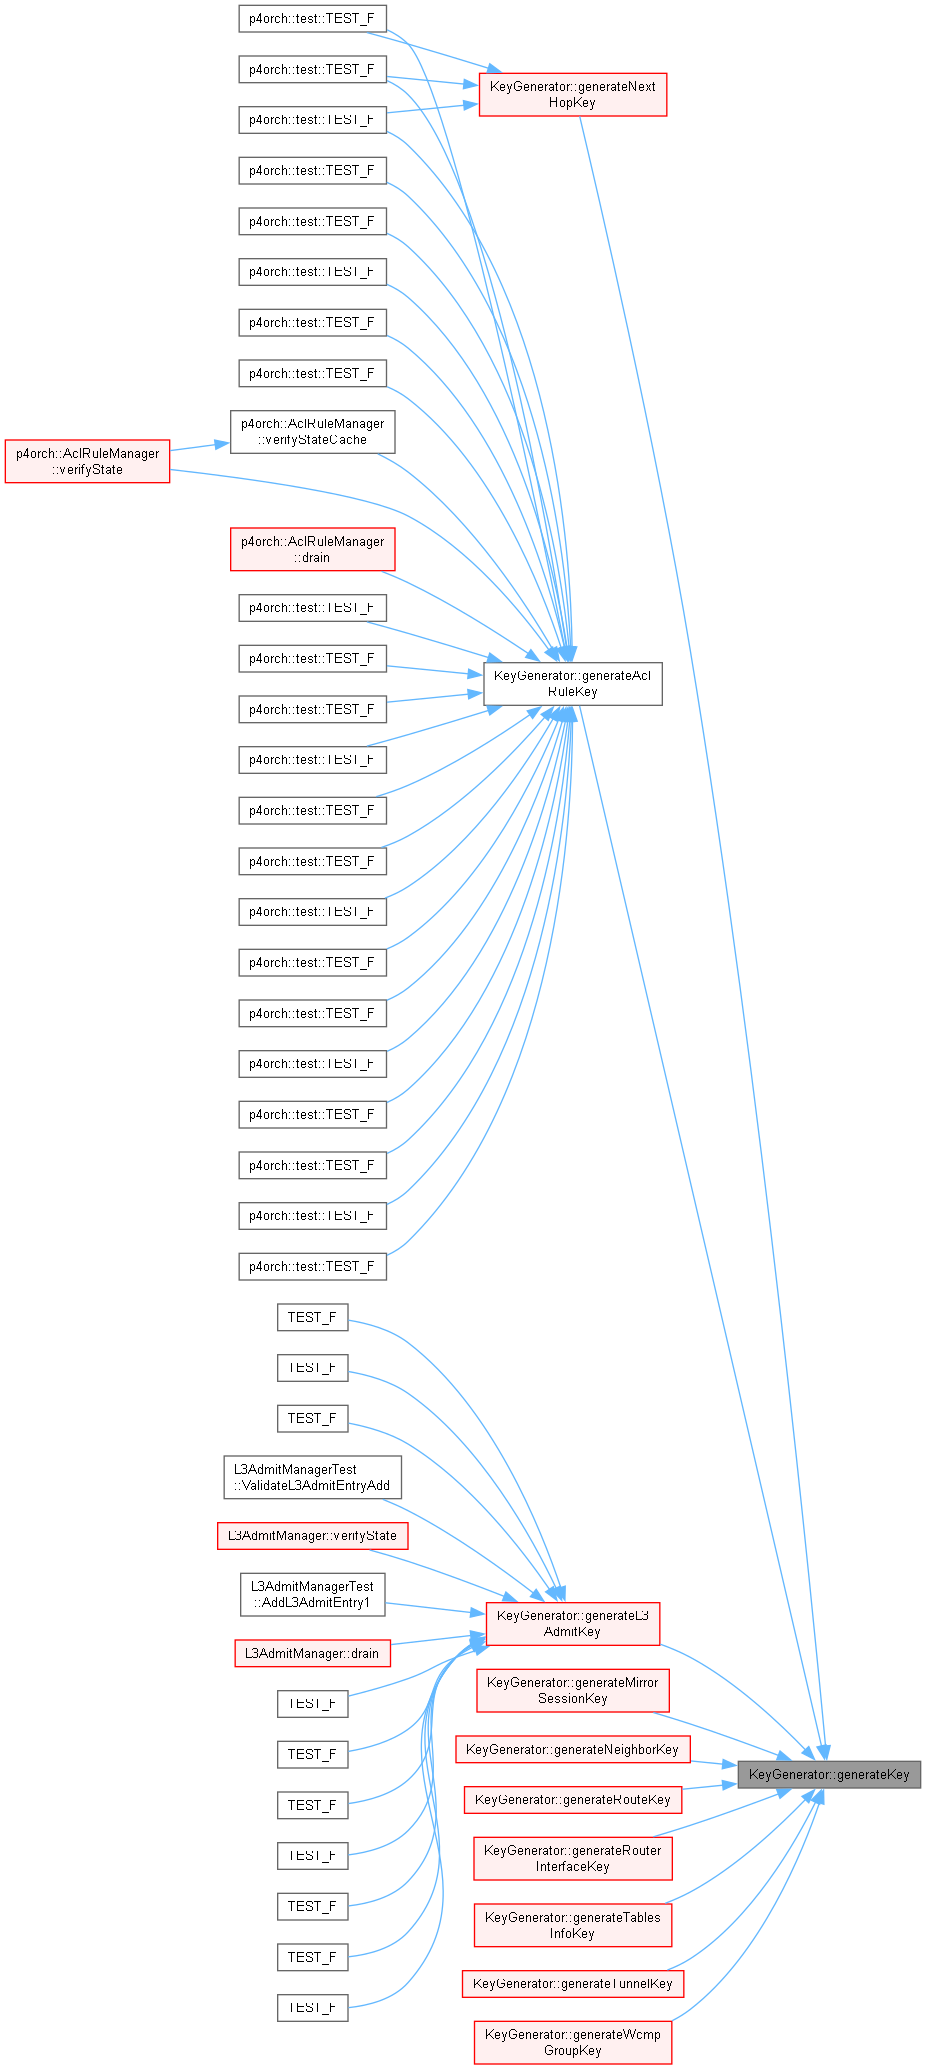 p4orch::test::TEST_F
p4orch::test::TEST_F
KeyGenerator::generateNext
HopKey
p4orch::test::TEST_F
p4orch::test::TEST_F
p4orch::test::TEST_F
p4orch::test::TEST_F
p4orch::test::TEST_F
p4orch::test::TEST_F
p4orch::AclRuleManager
::verifyStateCache
p4orch::AclRuleManager
::verifyState
p4orch::AclRuleManager
::drain
p4orch::test::TEST_F
p4orch::test::TEST_F
KeyGenerator::generateAcl
RuleKey
p4orch::test::TEST_F
p4orch::test::TEST_F
p4orch::test::TEST_F
p4orch::test::TEST_F
p4orch::test::TEST_F
p4orch::test::TEST_F
p4orch::test::TEST_F
p4orch::test::TEST_F
p4orch::test::TEST_F
p4orch::test::TEST_F
p4orch::test::TEST_F
p4orch::test::TEST_F
TEST_F
TEST_F
TEST_F
L3AdmitManagerTest
::ValidateL3AdmitEntryAdd
L3AdmitManager::verifyState
L3AdmitManagerTest
::AddL3AdmitEntry1
KeyGenerator::generateL3
AdmitKey
L3AdmitManager::drain
KeyGenerator::generateMirror
SessionKey
TEST_F
KeyGenerator::generateNeighborKey
TEST_F
KeyGenerator::generateKey
KeyGenerator::generateRouteKey
TEST_F
KeyGenerator::generateRouter
InterfaceKey
TEST_F
TEST_F
KeyGenerator::generateTables
InfoKey
TEST_F
KeyGenerator::generateTunnelKey
TEST_F
KeyGenerator::generateWcmp
GroupKey